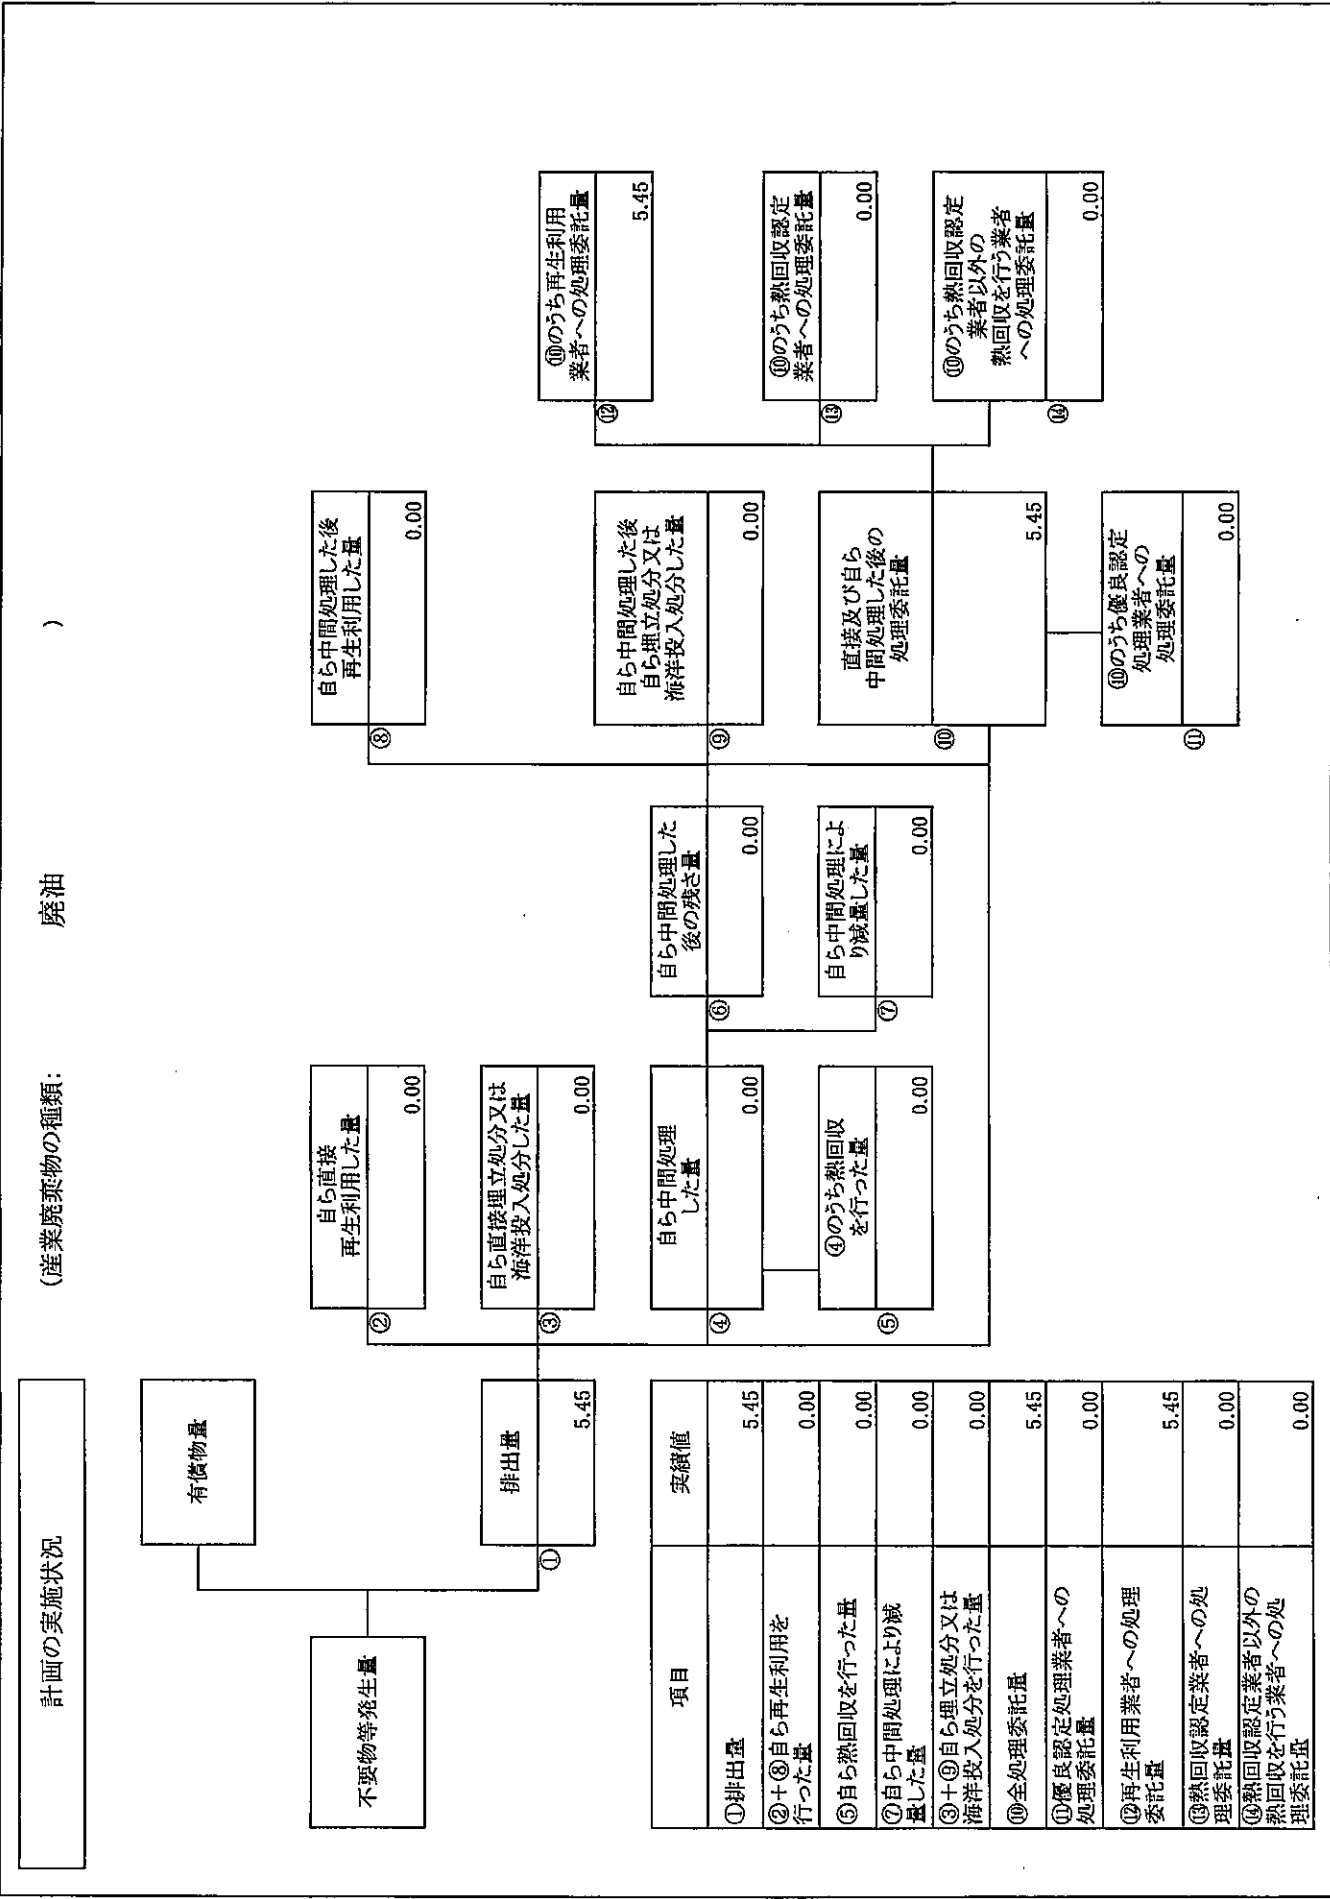 計画の実施状況
(産業廃棄物の種類: 廃油 )
不要物等発生量
有償物量
①
排出量
5.45
②
自ら直接
再生利用した量
0.00
③
自ら直接埋立処分又は
海洋投入処分した量
0.00
④
自ら中間処理
した量
0.00
⑤
④のうち熱回収
を行った量
0.00
⑥
自ら中間処理した
後の残さ量
0.00
⑦
自ら中間処理によ
り減量した量
0.00
⑧
自ら中間処理した後
再生利用した量
0.00
⑨
自ら中間処理した後
自ら埋立処分又は
海洋投入処分した量
0.00
⑩
直接及び自ら
中間処理した後の
処理委託量
5.45
⑪
⑩のうち優良認定
処理業者への
処理委託量
0.00
⑫
⑩のうち再生利用
業者への処理委託量
5.45
⑬
⑩のうち熱回収認定
業者への処理委託量
0.00
⑭
⑩のうち熱回収認定
業者以外の
熱回収を行う業者
への処理委託量
0.00
項目 実績値
①排出量 5.45
②+⑧自ら再生利用を
行った量 0.00
⑤自ら熱回収を行った量 0.00
⑦自ら中間処理により減
量した量 0.00
③+⑨自ら埋立処分又は
海洋投入処分を行った量 0.00
⑩全処理委託量 5.45
⑪優良認定処理業者への
処理委託量 0.00
⑫再生利用業者への処理
委託量 5.45
⑬熱回収認定業者への処
理委託量 0.00
⑭熱回収認定業者以外の
熱回収を行う業者への処
理委託量 0.00